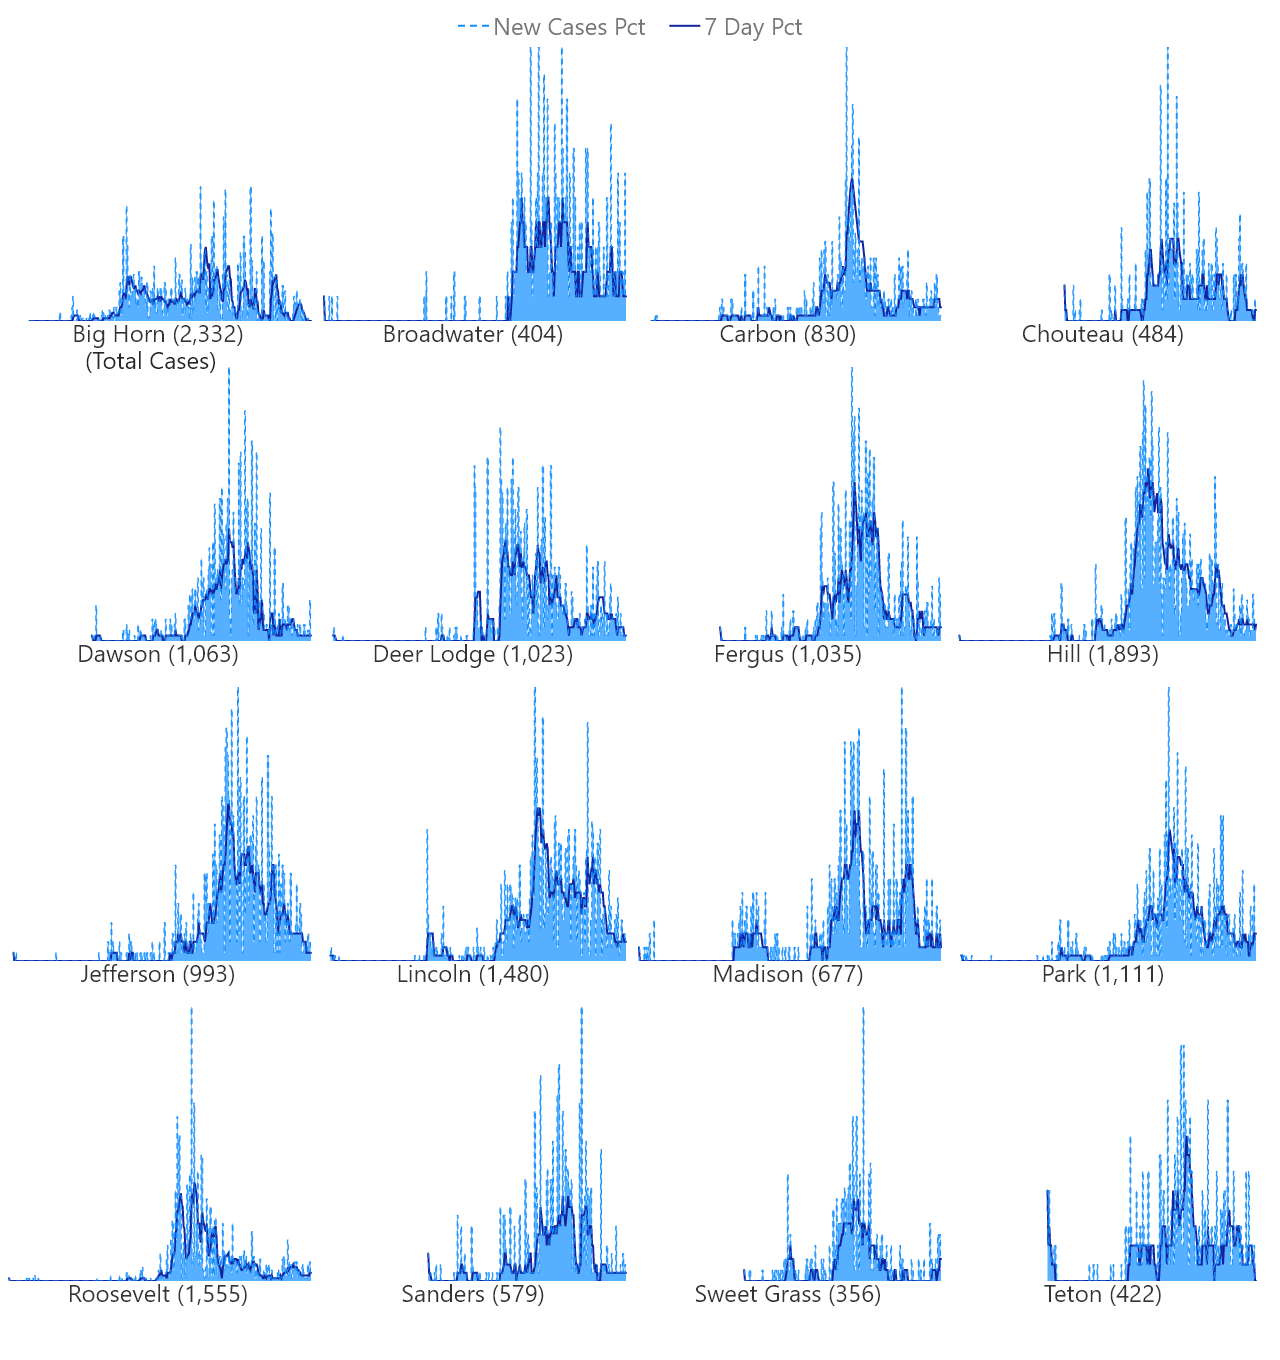 New Cases Pct 7 Day Pct
Big Horn (2,332) Broadwater (404) Carbon (830) Chouteau (484)
(Total Cases)
Dawson (1,063) Deer Lodge (1,023) Fergus (1,035) Hill (1,893)
Jefferson (993) Lincoln (1,480) Madison (677) Park (1,111)
Roosevelt (1,555) Sanders (579) Sweet Grass (356) Teton (422)